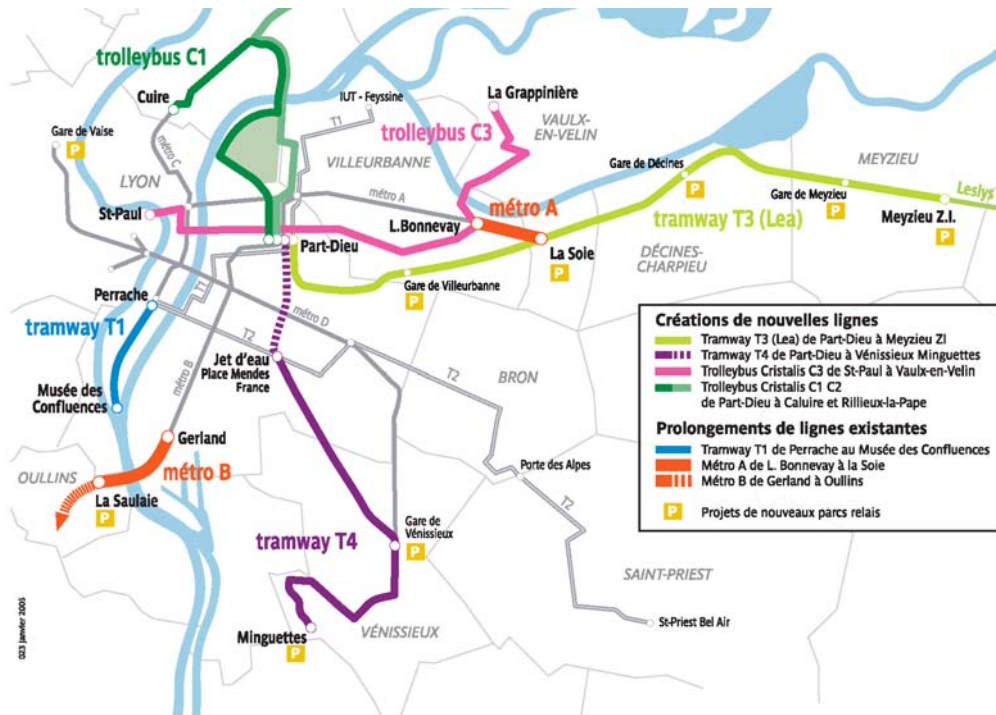 trolleybus C1
Cuire
Gare de Vaise
P
métro C
LYON
St-Paul
IUT - Feyssine
T1
VILLEURBANNE
La Grappinière
trolleybus C3
VAULX-
EN-VELIN
métro A
L.Bonnevay
métro A
La Soie
P
Part-Dieu
Gare de Villeurbanne
P
Gare de Décines
P
tramway T3 (Lea)
DÉCINES-
CHARPIEU
MEYZIEU
Gare de Meyzieu
P
Leslys
Meyzieu Z.I.
P
Perrache
T1
tramway T1
T2
métro D
métro B
Musée des
Confluences
Jet d'eau
Place Mendes
France
BRON
T2
Gerland
métro B
OULLINS
La Saulaie
P
Porte des Alpes
T2
tramway T4
Gare de
Vénissieux
P
SAINT-PRIEST
St-Priest Bel Air
Minguettes
P
VÉNISSIEUX
023 janvier 2005
Créations de nouvelles lignes
Tramway T3 (Lea) de Part-Dieu à Meyzieu ZI
Tramway T4 de Part-Dieu à Vénissieux Minguettes
Trolleybus Cristalis C3 de St-Paul à Vaulx-en-Velin
Trolleybus Cristalis C1 C2
de Part-Dieu à Caluire et Rillieux-la-Pape
Prolongements de lignes existantes
Tramway T1 de Perrache au Musée des Confluences
Métro A de L. Bonnevay à la Soie
Métro B de Gerland à Oullins
P Projets de nouveaux parcs relais